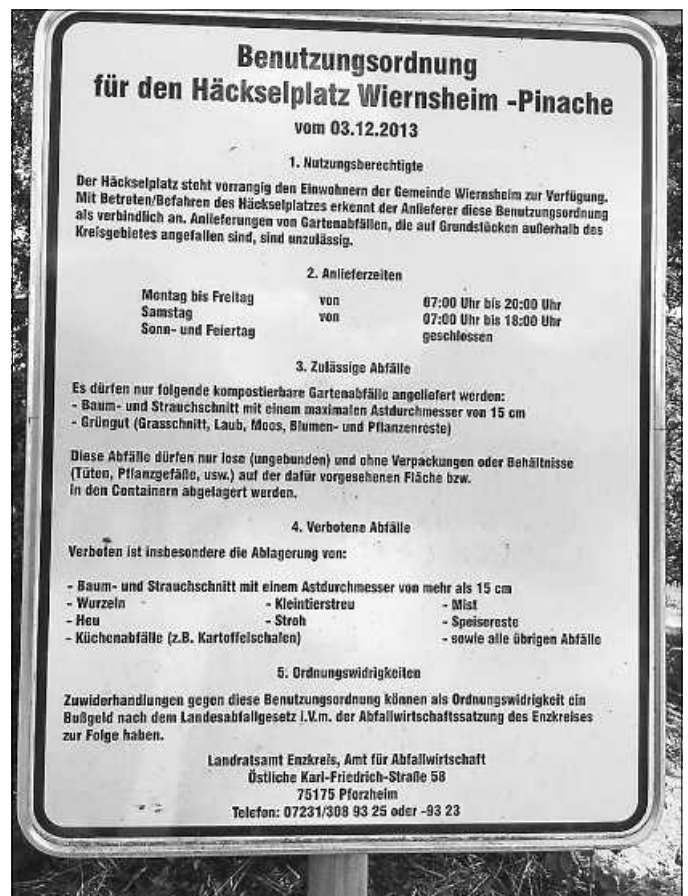 Benutzungsordnung
für den Häckselplatz Wiernsheim -Pinache
vom 03.12.2013
1. Nutzungsberechtigte
Der Häckselplatz steht vorrangig den Einwohnern der Gemeinde Wiernsheim zur Verfügung.
Mit Betreten/Befahren des Häckselplatzes erkennt der Anlieferer diese Benutzungsordnung
als verbindlich an. Anlieferungen von Gartenabfällen, die auf Grundstücken außerhalb des
Kreisgebietes angefallen sind, sind unzulässig.
2. Anlieferzeiten
Montag bis Freitag von 07:00 Uhr bis 20:00 Uhr
Samstag von 07:00 Uhr bis 18:00 Uhr
Sonn- und Feiertag geschlossen
3. Zulässige Abfälle
Es dürfen nur folgende kompostierbare Gartenabfälle angeliefert werden:
- Baum- und Strauchschnitt mit einem maximalen Astdurchmesser von 15 cm
- Grüngut (Grasschnitt, Laub, Moos, Blumen- und Pflanzenreste)
Diese Abfälle dürfen nur lose (ungebunden) und ohne Verpackungen oder Behältnisse
(Tüten, Pflanzgefäße, usw.) auf der dafür vorgesehenen Fläche bzw.
in den Containern abgelagert werden.
4. Verbotene Abfälle
Verboten ist insbesondere die Ablagerung von:
- Baum- und Strauchschnitt mit einem Astdurchmesser von mehr als 15 cm
- Wurzeln - Kleintierstreu - Mist
- Heu - Stroh - Speisereste
- Küchenabfälle (z.B. Kartoffelschalen) - sowie alle übrigen Abfälle
5. Ordnungswidrigkeiten
Zuwiderhandlungen gegen diese Benutzungsordnung können als Ordnungswidrigkeit ein
Bußgeld nach dem Landesabfallgesetz i.V.m. der Abfallwirtschaftssatzung des Enzkreises
zur Folge haben.
Landratsamt Enzkreis, Amt für Abfallwirtschaft
Östliche Karl-Friedrich-Straße 58
75175 Pforzheim
Telefon: 07231/308 93 25 oder -93 23